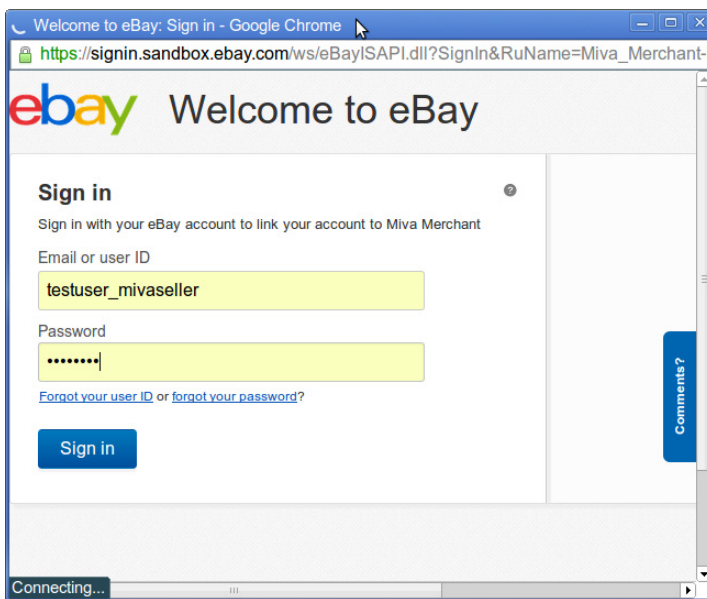 Welcome to eBay: Sign in - Google Chrome
https://signin.sandbox.ebay.com/ws/eBayISAPI.dll?SignIn&RuName=Miva_Merchant-
ebay Welcome to eBay
Sign in
?
Sign in with your eBay account to link your account to Miva Merchant
Email or user ID
testuser_mivaseller
Password
••••••••
Forgot your user ID or forgot your password?
Comments?
Sign in
Connecting...